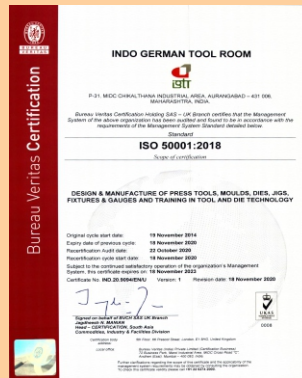 BUREAU
VERITAS
Bureau Veritas Certification
INDO GERMAN TOOL ROOM
igtr
P-31, MIDC CHIKALTHANA INDUSTRIAL AREA, AURANGABAD – 431 006,
MAHARASHTRA, INDIA.
Bureau Veritas Certification Holding SAS – UK Branch certifies that the Management
System of the above organization has been audited and found to be in accordance with the
requirements of the Management System Standard detailed below.
Standard
ISO 50001:2018
Scope of certification
DESIGN & MANUFACTURE OF PRESS TOOLS, MOULDS, DIES, JIGS,
FIXTURES & GAUGES AND TRAINING IN TOOL AND DIE TECHNOLOGY
Original cycle start date: 19 November 2014
Expiry date of previous cycle: 18 November 2020
Recertification Audit date: 22 October 2020
Recertification cycle start date: 18 November 2020
Subject to the continued satisfactory operation of the organization's Management
System, this certificate expires on: 18 November 2023
Certificate No. IND.20.9094/EN/U Version: 1 Revision date: 18 November 2020
Signed on behalf of BVCH SAS UK Branch
Jagdheesh N. MANIAN
Head – CERTIFICATION, South Asia
Commodities, Industry & Facilities Division
UKAS
0008